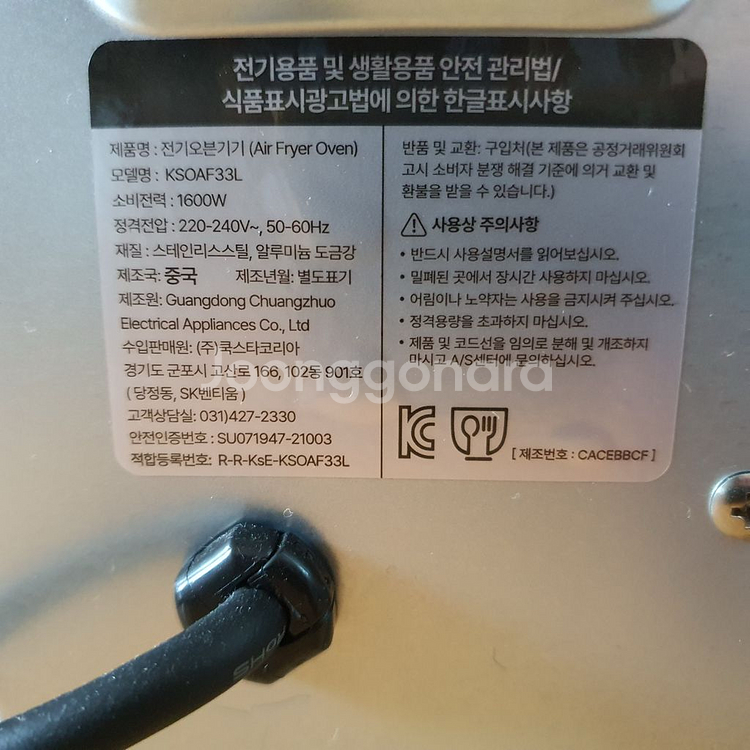 전기용품 및 생활용품 안전 관리법/
식품표시광고법에 의한 한글표시사항
제품명 : 전기오븐기기 (Air Fryer Oven)
모델명 : KSOAF33L
소비전력 : 1600W
정격전압 : 220-240V~, 50-60Hz
재질 : 스테인리스스틸, 알루미늄 도금강
제조국: 중국 제조년월: 별도표기
제조원: Guangdong Chuangzhuo
Electrical Appliances Co., Ltd
수입판매원: (주)쿡스타코리아
경기도 군포시 고산로 166, 102동 901호
( 당정동, SK벤티움 )
고객상담실: 031)427-2330
안전인증번호 : SU071947-21003
적합등록번호: R-R-KsE-KSOAF33L
반품 및 교환: 구입처(본 제품은 공정거래위원회
고시 소비자 분쟁 해결 기준에 의거 교환 및
환불을 받을 수 있습니다.)
사용상 주의사항
• 반드시 사용설명서를 읽어보십시오.
• 밀폐된 곳에서 장시간 사용하지 마십시오.
• 어림이나 노약자는 사용을 금지시켜 주십시오.
• 정격용량을 초과하지 마십시오.
• 제품 및 코드선을 임의로 분해 및 개조하지
마시고 A/S센터에 문의하십시오.
KC
[ 제조번호 : CACEBBCF ]
Joonggonara